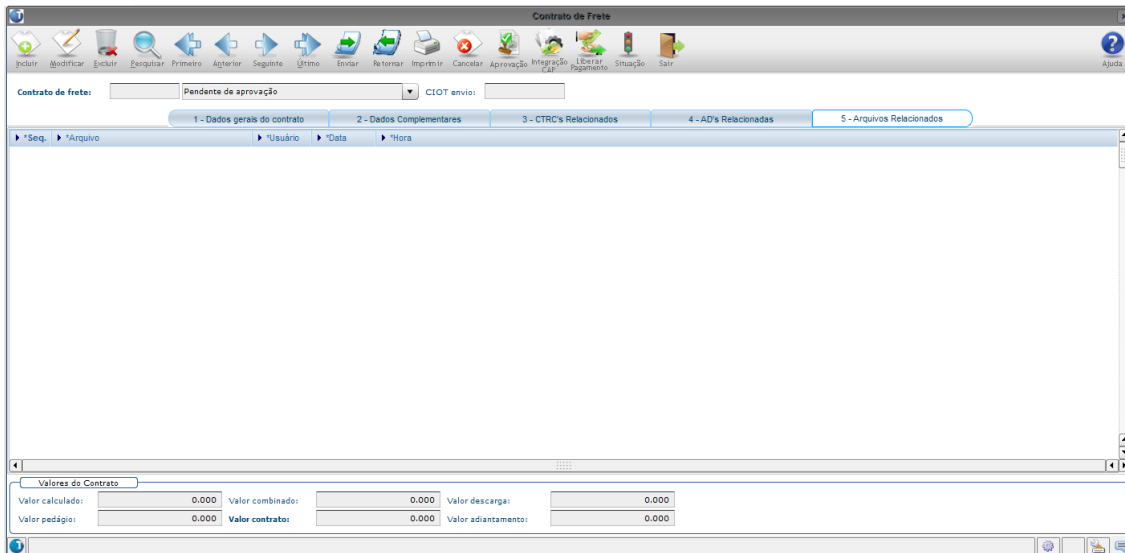 Contrato de Frete
Incluir Modificar Excluir Pesquisar Primeiro Anterior Seguinte Último Enviar Retornar Imprimir Cancelar Aprovação Integração CAP Liberar Pagamento Situação Sair Ajuda
Contrato de frete: Pendente de aprovação CIOT envio:
1 - Dados gerais do contrato 2 - Dados Complementares 3 - CTRC's Relacionados 4 - AD's Relacionadas 5 - Arquivos Relacionados
*Seq. *Arquivo *Usuário *Data *Hora
Valores do Contrato
Valor calculado: 0.000 Valor combinado: 0.000 Valor descarga: 0.000
Valor pedágio: 0.000 Valor contrato: 0.000 Valor adiantamento: 0.000